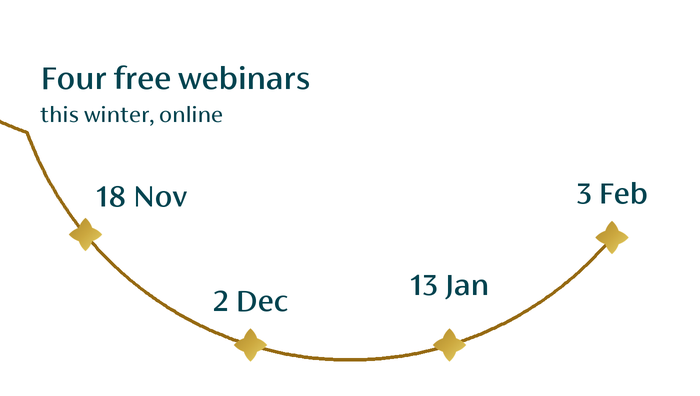 Four free webinars
this winter, online
18 Nov
2 Dec
13 Jan
3 Feb